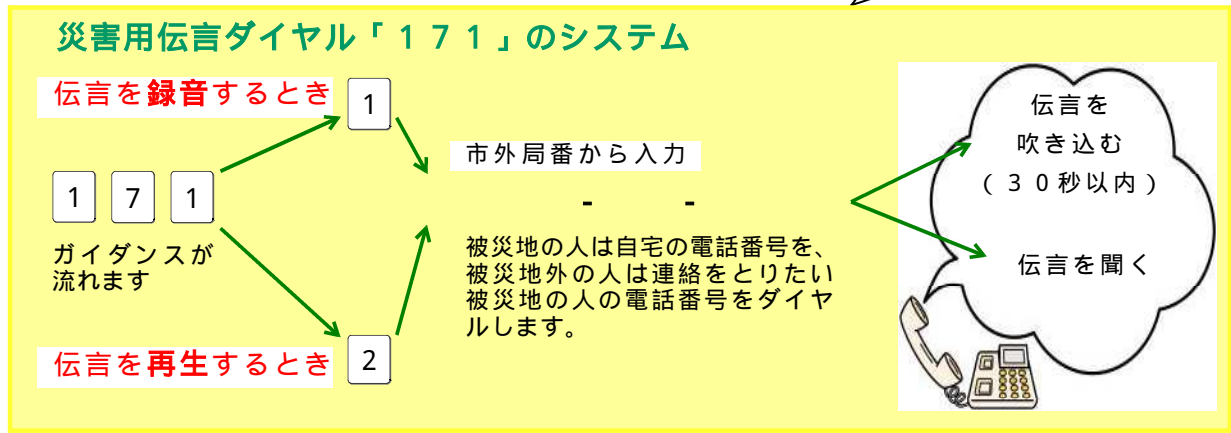 災害用伝言ダイヤル「171」のシステム
伝言を録音するとき
1
1 7 1
ガイダンスが
流れます
伝言を再生するとき
2
市外局番から入力
- -
被災地の人は自宅の電話番号を、
被災地外の人は連絡をとりたい
被災地の人の電話番号をダイヤ
ルします。
伝言を
吹き込む
(30秒以内)
伝言を聞く